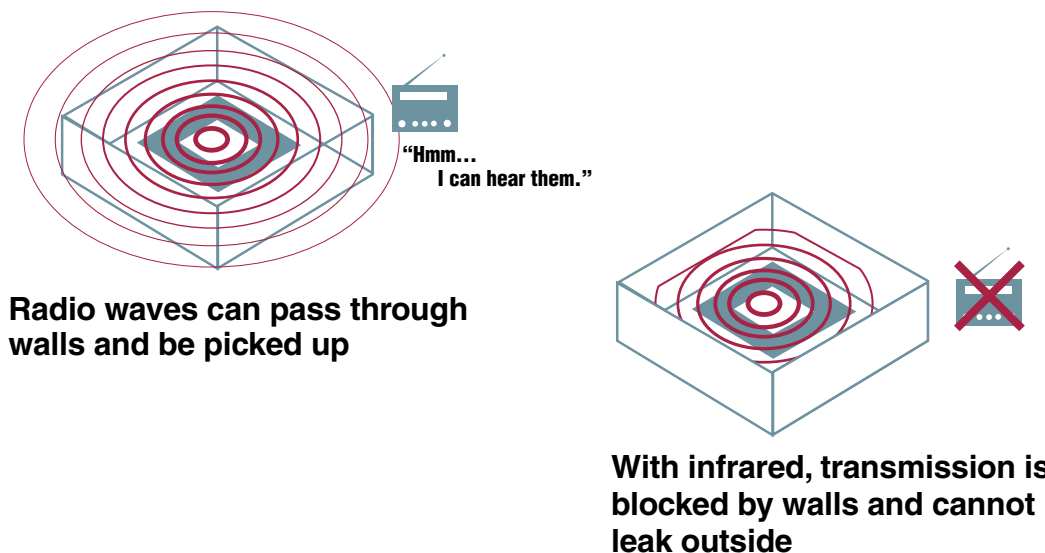 “Hmm…
I can hear them.”
Radio waves can pass through
walls and be picked up
With infrared, transmission is
blocked by walls and cannot
leak outside